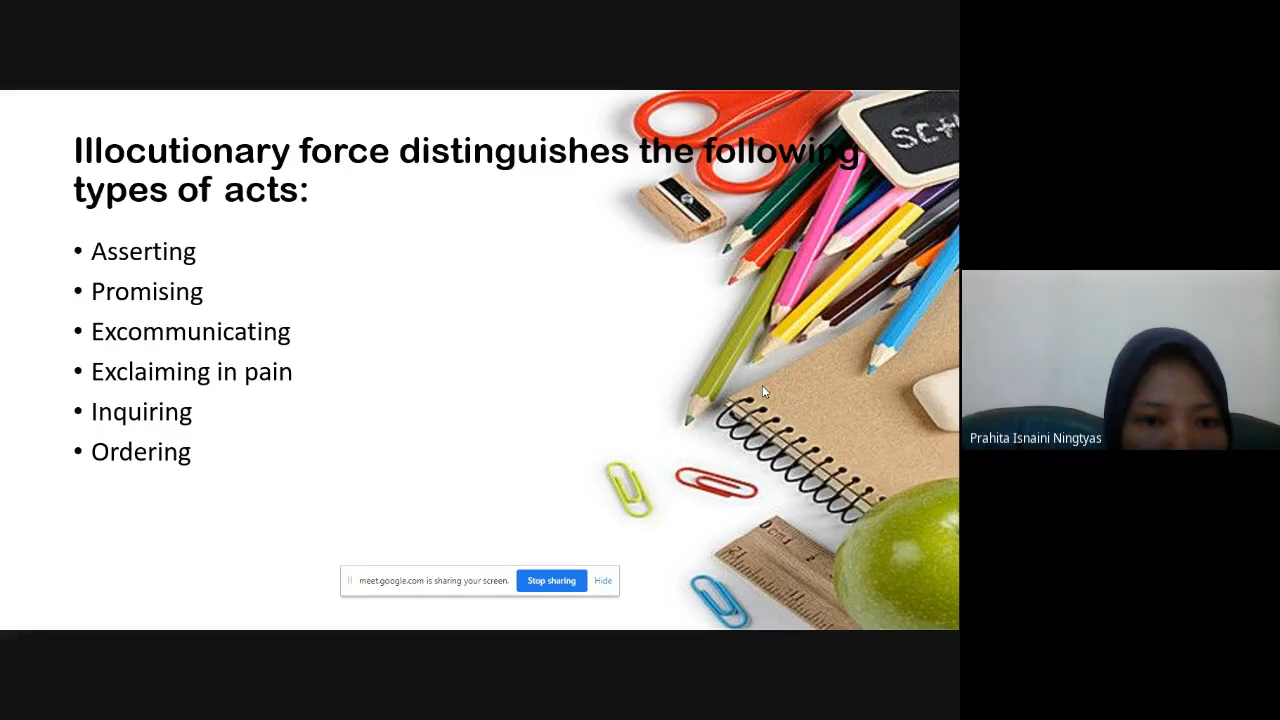 Illocutionary force distinguishes the following
types of acts:
• Asserting
• Promising
• Excommunicating
• Exclaiming in pain
• Inquiring
• Ordering
meet.google.com is sharing your screen.
Stop sharing
Hide
Prahita Isnaini Ningtyas